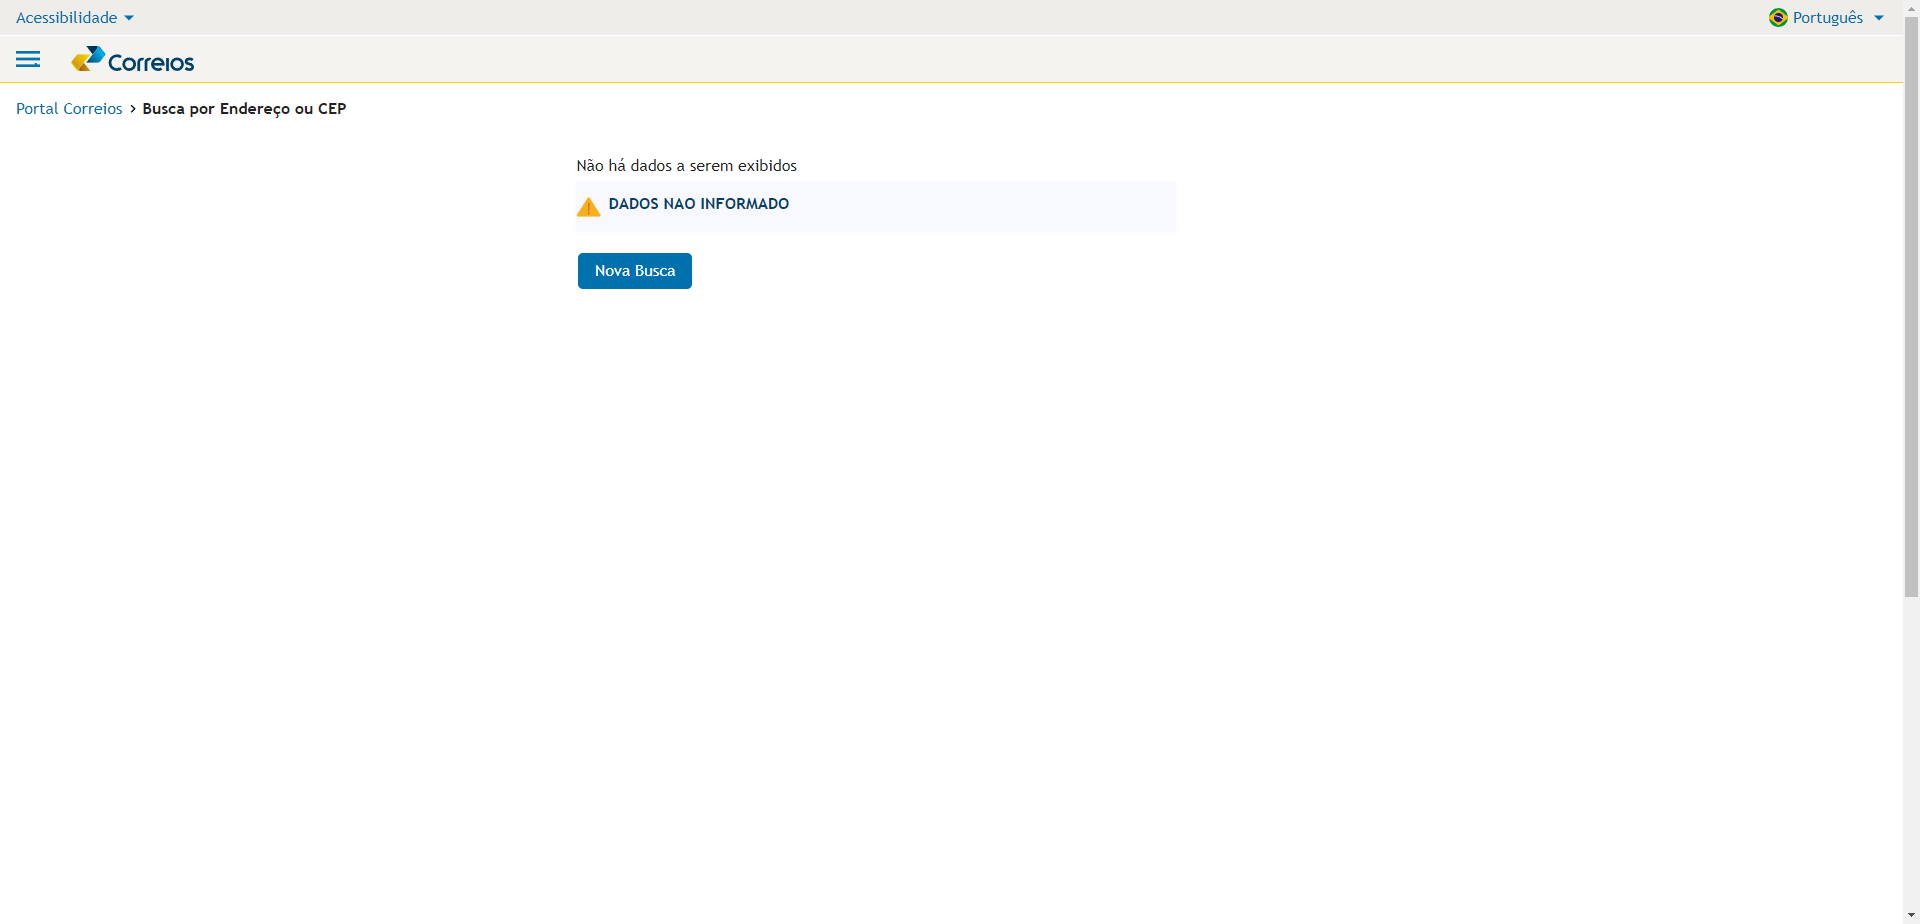 Acessibilidade
Português
Correios
Portal Correios > Busca por Endereço ou CEP
Não há dados a serem exibidos
DADOS NAO INFORMADO
Nova Busca